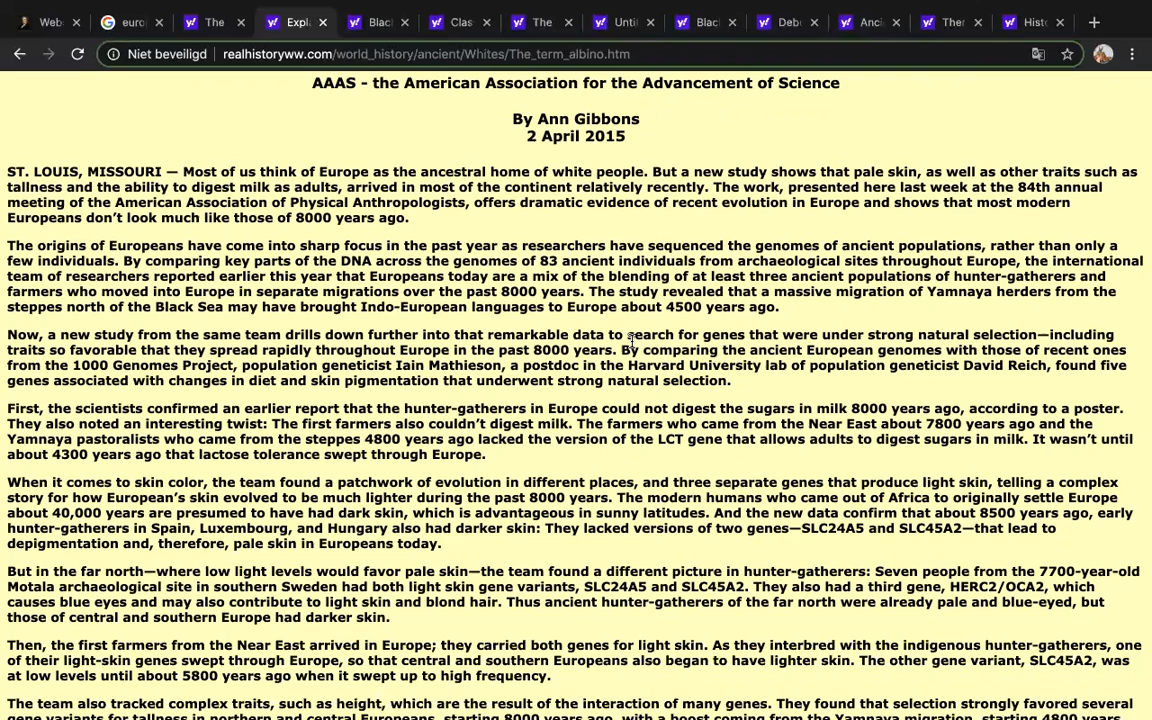 Web
euro
The
Expl
Blacl
Clas
The
Until
Blacl
Deb
Anci
Ther
Histo
Niet beveiligd
realhistoryww.com/world_history/ancient/Whites/The_term_albino.htm
AAAS - the American Association for the Advancement of Science
By Ann Gibbons
2 April 2015
ST. LOUIS, MISSOURI — Most of us think of Europe as the ancestral home of white people. But a new study shows that pale skin, as well as other traits such as
tallness and the ability to digest milk as adults, arrived in most of the continent relatively recently. The work, presented here last week at the 84th annual
meeting of the American Association of Physical Anthropologists, offers dramatic evidence of recent evolution in Europe and shows that most modern
Europeans don't look much like those of 8000 years ago.
The origins of Europeans have come into sharp focus in the past year as researchers have sequenced the genomes of ancient populations, rather than only a
few individuals. By comparing key parts of the DNA across the genomes of 83 ancient individuals from archaeological sites throughout Europe, the international
team of researchers reported earlier this year that Europeans today are a mix of the blending of at least three ancient populations of hunter-gatherers and
farmers who moved into Europe in separate migrations over the past 8000 years. The study revealed that a massive migration of Yamnaya herders from the
steppes north of the Black Sea may have brought Indo-European languages to Europe about 4500 years ago.
Now, a new study from the same team drills down further into that remarkable data to search for genes that were under strong natural selection—including
traits so favorable that they spread rapidly throughout Europe in the past 8000 years. By comparing the ancient European genomes with those of recent ones
from the 1000 Genomes Project, population geneticist Iain Mathieson, a postdoc in the Harvard University lab of population geneticist David Reich, found five
genes associated with changes in diet and skin pigmentation that underwent strong natural selection.
First, the scientists confirmed an earlier report that the hunter-gatherers in Europe could not digest the sugars in milk 8000 years ago, according to a poster.
They also noted an interesting twist: The first farmers also couldn't digest milk. The farmers who came from the Near East about 7800 years ago and the
Yamnaya pastoralists who came from the steppes 4800 years ago lacked the version of the LCT gene that allows adults to digest sugars in milk. It wasn't until
about 4300 years ago that lactose tolerance swept through Europe.
When it comes to skin color, the team found a patchwork of evolution in different places, and three separate genes that produce light skin, telling a complex
story for how European's skin evolved to be much lighter during the past 8000 years. The modern humans who came out of Africa to originally settle Europe
about 40,000 years are presumed to have had dark skin, which is advantageous in sunny latitudes. And the new data confirm that about 8500 years ago, early
hunter-gatherers in Spain, Luxembourg, and Hungary also had darker skin: They lacked versions of two genes—SLC24A5 and SLC45A2—that lead to
depigmentation and, therefore, pale skin in Europeans today.
But in the far north—where low light levels would favor pale skin—the team found a different picture in hunter-gatherers: Seven people from the 7700-year-old
Motala archaeological site in southern Sweden had both light skin gene variants, SLC24A5 and SLC45A2. They also had a third gene, HERC2/OCA2, which
causes blue eyes and may also contribute to light skin and blond hair. Thus ancient hunter-gatherers of the far north were already pale and blue-eyed, but
those of central and southern Europe had darker skin.
Then, the first farmers from the Near East arrived in Europe; they carried both genes for light skin. As they interbred with the indigenous hunter-gatherers, one
of their light-skin genes swept through Europe, so that central and southern Europeans also began to have lighter skin. The other gene variant, SLC45A2, was
at low levels until about 5800 years ago when it swept up to high frequency.
The team also tracked complex traits, such as height, which are the result of the interaction of many genes. They found that selection strongly favored several
gene variants for tallness in northern and central Europeans, starting 8000 years ago, with a boost coming from the Yamnaya migration, starting 4800 years